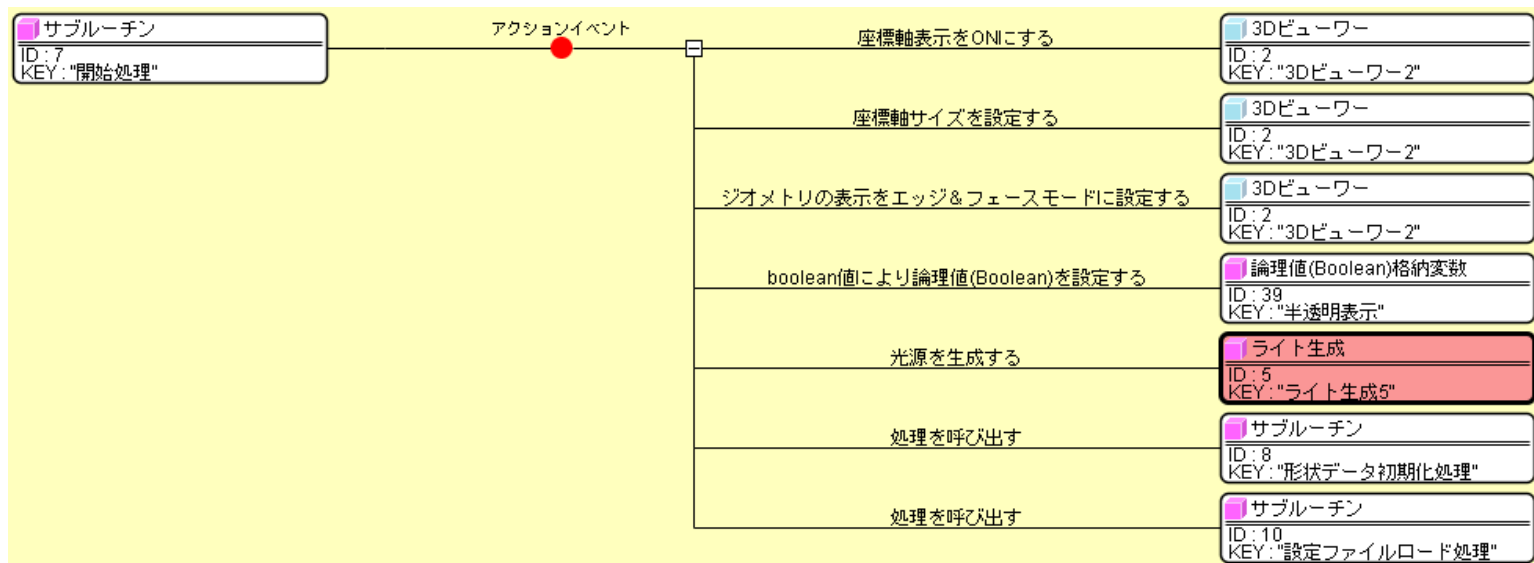 サブルーチン
ID : 7
KEY : "開始処理"
アクションイベント
座標軸表示をONにする
3Dビューワー
ID : 2
KEY : "3Dビューワー2"
座標軸サイズを設定する
3Dビューワー
ID : 2
KEY : "3Dビューワー2"
ジオメトリの表示をエッジ&フェースモードに設定する
3Dビューワー
ID : 2
KEY : "3Dビューワー2"
boolean値により論理値(Boolean)を設定する
論理値(Boolean)格納変数
ID : 39
KEY : "半透明表示"
光源を生成する
ライト生成
ID : 5
KEY : "ライト生成5"
処理を呼び出す
サブルーチン
ID : 8
KEY : "形状データ初期化処理"
処理を呼び出す
サブルーチン
ID : 10
KEY : "設定ファイルロード処理"